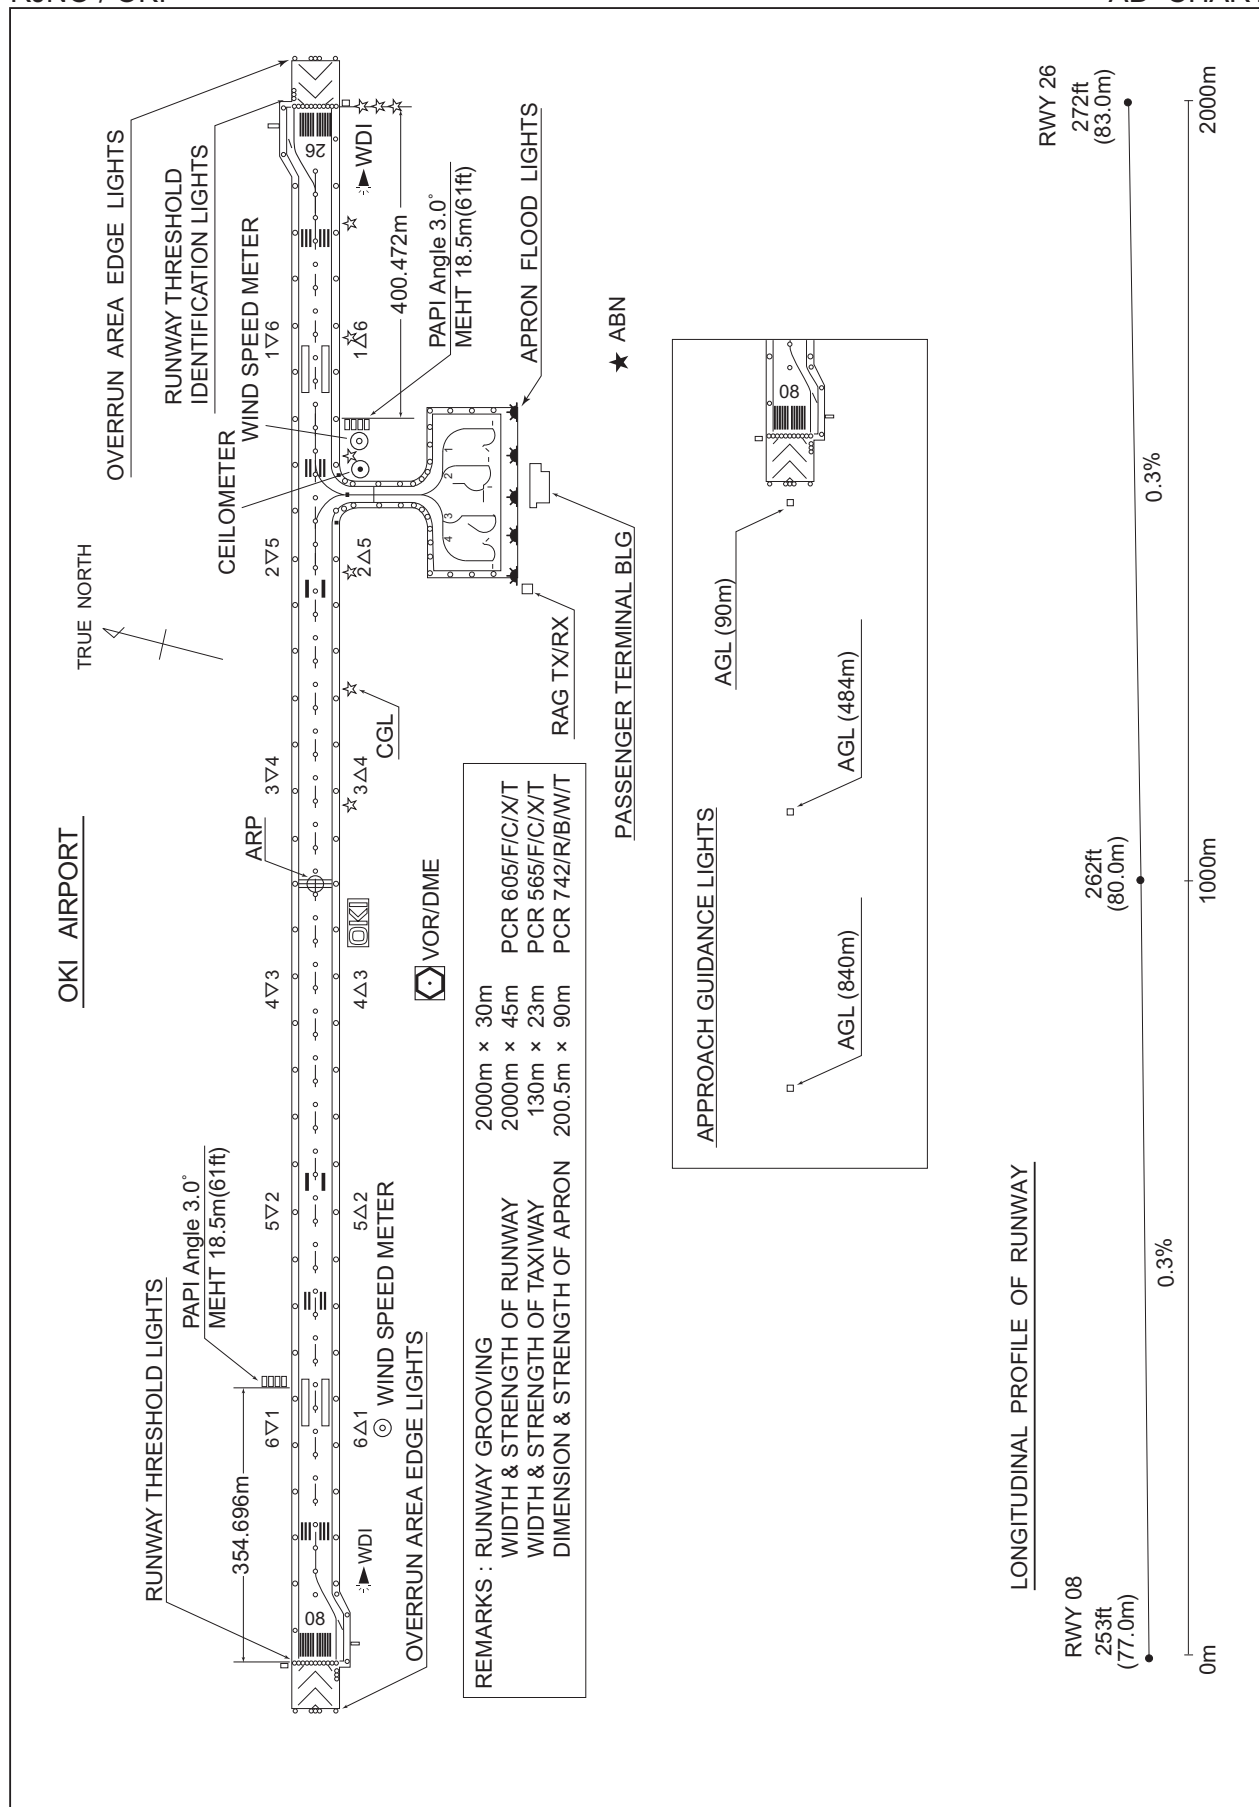 OKI AIRPORT
TRUE NORTH
OVERRUN AREA EDGE LIGHTS
RUNWAY THRESHOLD
IDENTIFICATION LIGHTS
WIND SPEED METER
CEILOMETER
ARP
PAPI Angle 3.0°
MEHT 18.5m(61ft)
RUNWAY THRESHOLD LIGHTS
354.696m
6▽1
5▽2
4▽3
3▽4
2▽5
1▽6
08
26
6△1
5△2
4△3
3△4
2△5
1△6
WDI
WIND SPEED METER
OVERRUN AREA EDGE LIGHTS
OKI
VOR/DME
CGL
WDI
400.472m
PAPI Angle 3.0°
MEHT 18.5m(61ft)
4
3
2
1
APRON FLOOD LIGHTS
RAG TX/RX
PASSENGER TERMINAL BLG
ABN
REMARKS : RUNWAY GROOVING 2000m × 30m
WIDTH & STRENGTH OF RUNWAY 2000m × 45m PCR 605/F/C/X/T
WIDTH & STRENGTH OF TAXIWAY 130m × 23m PCR 565/F/C/X/T
DIMENSION & STRENGTH OF APRON 200.5m × 90m PCR 742/R/B/W/T
APPROACH GUIDANCE LIGHTS
AGL (840m)
AGL (484m)
AGL (90m)
08
LONGITUDINAL PROFILE OF RUNWAY
RWY 08
253ft
(77.0m)
0.3%
262ft
(80.0m)
0.3%
RWY 26
272ft
(83.0m)
0m
1000m
2000m